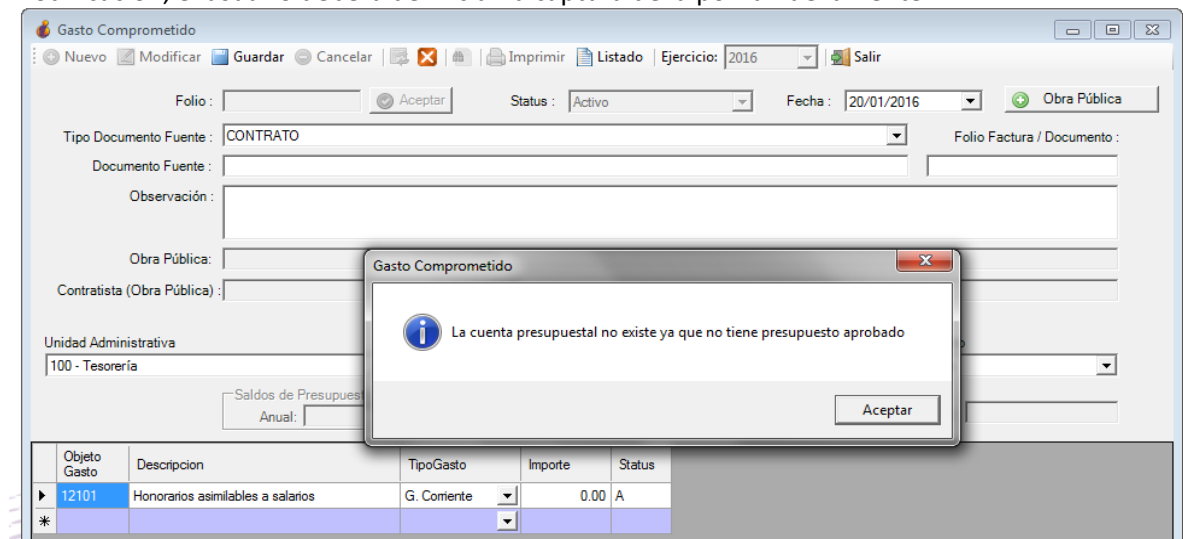 Gasto Comprometido
Nuevo Modificar Guardar Cancelar Imprimir Listado Ejercicio: 2016 Salir
Folio : Aceptar Status : Activo Fecha : 20/01/2016 Obra Pública
Tipo Documento Fuente : CONTRATO Folio Factura / Documento :
Documento Fuente :
Observación :
Obra Pública:
Contratista (Obra Pública) :
Gasto Comprometido
La cuenta presupuestal no existe ya que no tiene presupuesto aprobado
Aceptar
Unidad Administrativa
100 - Tesorería
Saldos de
Anual:
Objeto Gasto Descripcion TipoGasto Importe Status
12101 Honorarios asimilables a salarios G. Corriente 0.00 A